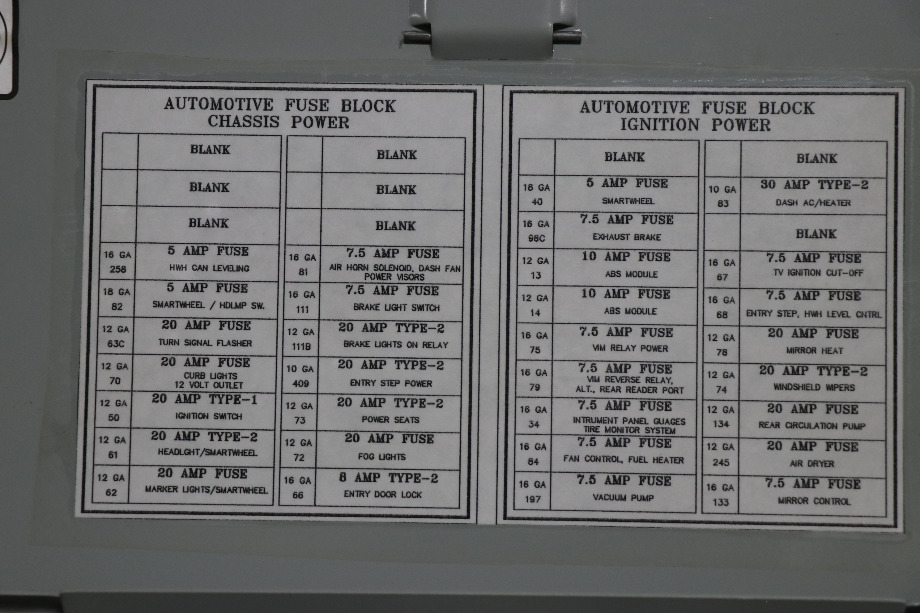 AUTOMOTIVE FUSE BLOCK
CHASSIS POWER
BLANK
BLANK
BLANK
16 GA
258
5 AMP FUSE
HWH CAN LEVELING
18 GA
82
5 AMP FUSE
SMARTWHEEL / HDLMP SW.
12 GA
63C
20 AMP FUSE
TURN SIGNAL FLASHER
12 GA
70
20 AMP FUSE
CURB LIGHTS
12 VOLT OUTLET
12 GA
50
20 AMP TYPE-1
IGNITION SWITCH
12 GA
61
20 AMP TYPE-2
HEADLGHT/SMARTWHEEL
12 GA
62
20 AMP FUSE
MARKER LIGHTS/SMARTWHEEL
BLANK
BLANK
BLANK
16 GA
81
7.5 AMP FUSE
AIR HORN SOLENOID, DASH FAN
POWER VISORS
16 GA
111
7.5 AMP FUSE
BRAKE LIGHT SWITCH
12 GA
111B
20 AMP TYPE-2
BRAKE LIGHTS ON RELAY
10 GA
409
20 AMP TYPE-2
ENTRY STEP POWER
12 GA
73
20 AMP TYPE-2
POWER SEATS
12 GA
72
20 AMP FUSE
FOG LIGHTS
16 GA
66
8 AMP TYPE-2
ENTRY DOOR LOCK
AUTOMOTIVE FUSE BLOCK
IGNITION POWER
BLANK
18 GA
40
5 AMP FUSE
SMARTWHEEL
16 GA
98C
7.5 AMP FUSE
EXHAUST BRAKE
12 GA
13
10 AMP FUSE
ABS MODULE
12 GA
14
10 AMP FUSE
ABS MODULE
16 GA
75
7.5 AMP FUSE
VIM RELAY POWER
16 GA
79
7.5 AMP FUSE
VIM REVERSE RELAY,
ALT., REAR READER PORT
16 GA
34
7.5 AMP FUSE
INTRUMENT PANEL GUAGES
TIRE MONITOR SYSTEM
16 GA
84
7.5 AMP FUSE
FAN CONTROL, FUEL HEATER
16 GA
197
7.5 AMP FUSE
VACUUM PUMP
BLANK
10 GA
83
30 AMP TYPE-2
DASH AC/HEATER
BLANK
16 GA
67
7.5 AMP FUSE
TV IGNITION CUT-OFF
16 GA
68
7.5 AMP FUSE
ENTRY STEP, HWH LEVEL CNTRL
12 GA
78
20 AMP FUSE
MIRROR HEAT
12 GA
74
20 AMP TYPE-2
WINDSHIELD WIPERS
12 GA
134
20 AMP FUSE
REAR CIRCULATION PUMP
12 GA
245
20 AMP FUSE
AIR DRYER
16 GA
133
7.5 AMP FUSE
MIRROR CONTROL